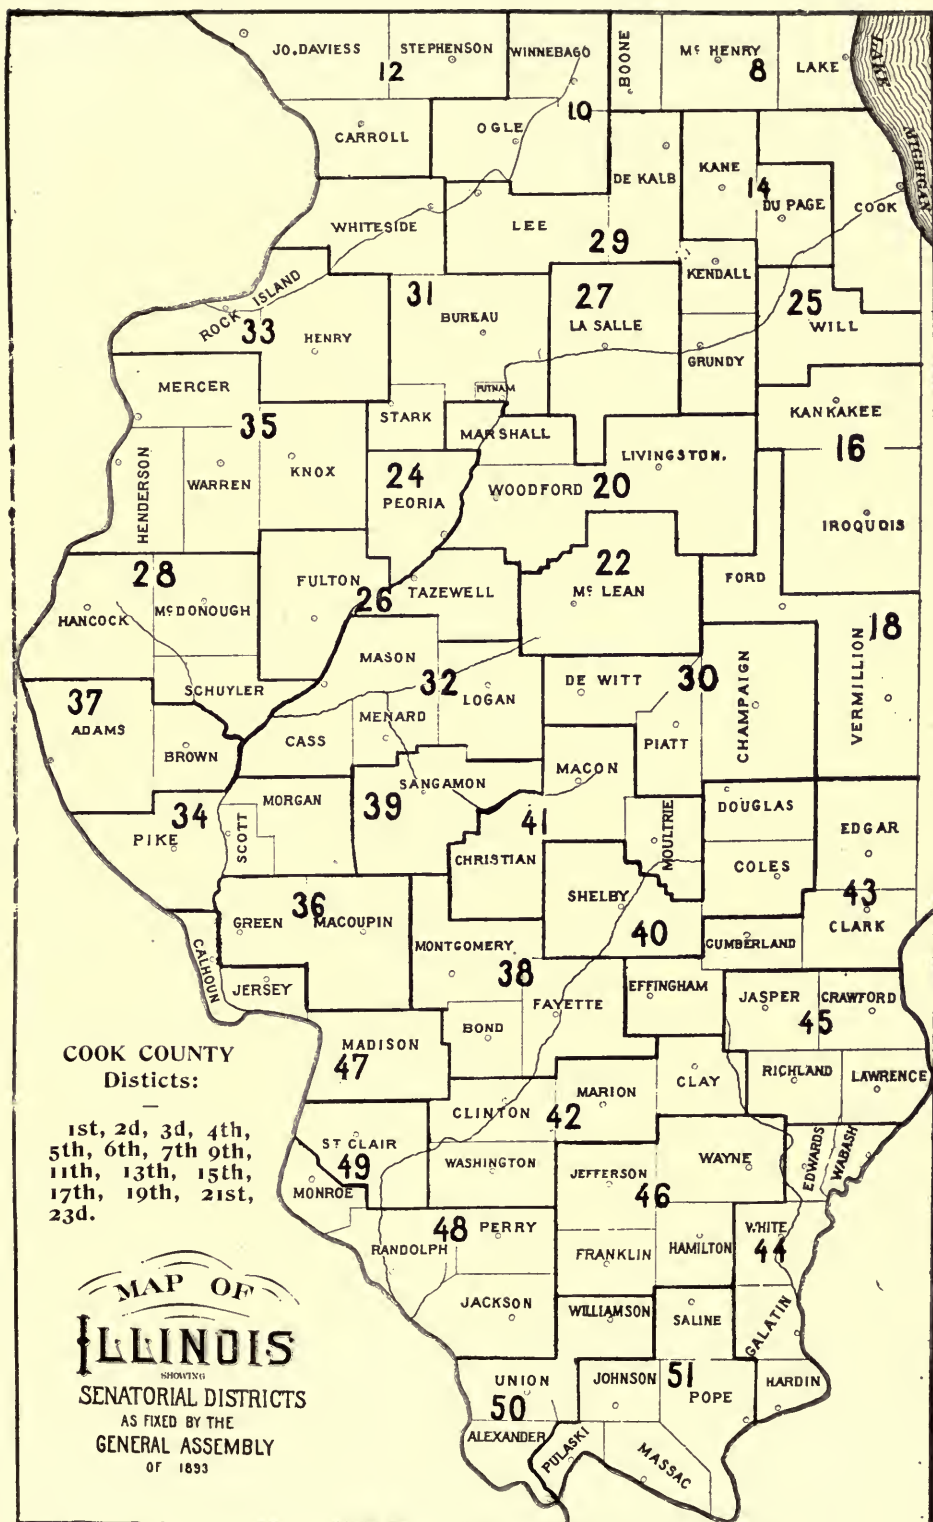 JO.DAVIESS
STEPHENSON
WINNEBAGO
BOONE
Mc HENRY
LAKE
LAKE MICHIGAN
12
8
10
CARROLL
OGLE
DE KALB
KANE
14
DU PAGE
COOK
WHITESIDE
LEE
29
KENDALL
ROCK ISLAND
33
HENRY
31
BUREAU
27
LA SALLE
25
WILL
GRUNDY
PUTNAM
MERCER
STARK
MARSHALL
KANKAKEE
35
16
HENDERSON
WARREN
KNOX
24
PEORIA
WOODFORD
20
LIVINGSTON.
IROQUOIS
28
HANCOCK
Mc DONOUGH
FULTON
26
TAZEWELL
22
Mc LEAN
FORD
18
VERMILLION
MASON
32
LOGAN
DE WITT
30
CHAMPAIGN
SCHUYLER
37
ADAMS
BROWN
CASS
MENARD
PIATT
SANGAMON
39
MACON
MORGAN
34
PIKE
SCOTT
41
CHRISTIAN
MOULTRIE
DOUGLAS
EDGAR
COLES
43
CLARK
SHELBY
40
36
GREEN
MACOUPIN
MONTGOMERY
38
CUMBERLAND
CALHOUN
JERSEY
FAYETTE
EFFINGHAM
JASPER
CRAWFORD
45
BOND
MADISON
47
CLAY
RICHLAND
LAWRENCE
CLINTON
42
MARION
ST CLAIR
49
WASHINGTON
JEFFERSON
46
WAYNE
EDWARDS
WABASH
MONROE
48
PERRY
RANDOLPH
FRANKLIN
HAMILTON
WHITE
44
JACKSON
WILLIAMSON
SALINE
GALATIN
UNION
50
JOHNSON
51
POPE
HARDIN
ALEXANDER
PULASKI
MASSAC
COOK COUNTY
Disticts:
1st, 2d, 3d, 4th,
5th, 6th, 7th 9th,
11th, 13th, 15th,
17th, 19th, 21st,
23d.
MAP OF
ILLINOIS
SHOWING
SENATORIAL DISTRICTS
AS FIXED BY THE
GENERAL ASSEMBLY
OF 1893